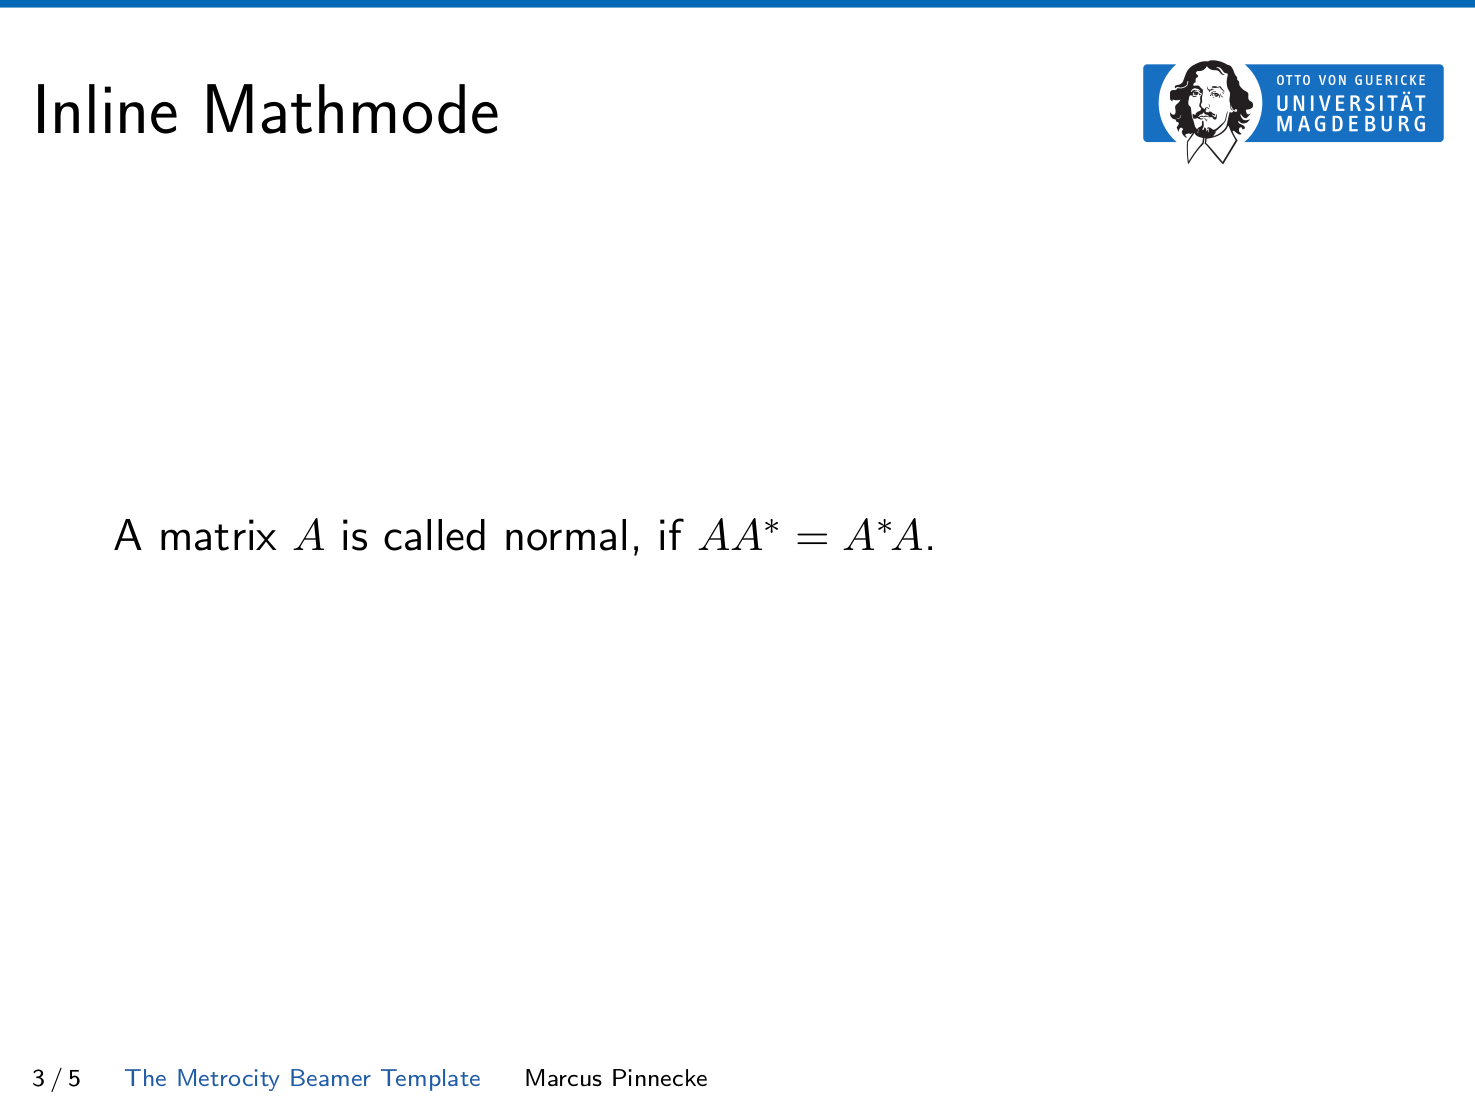 Inline Mathmode
OTTO VON GUERICKE
UNIVERSITÄT
MAGDEBURG
A matrix A is called normal, if AA* = A*A.
3 / 5 The Metrocity Beamer Template Marcus Pinnecke